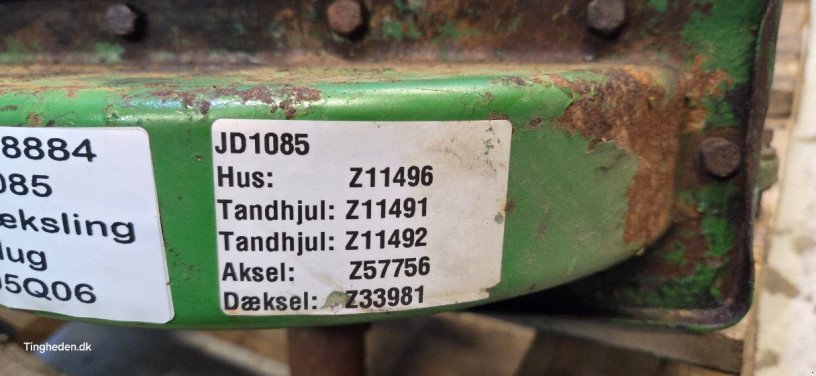 8884
085
eksling
lug
05Q06
JD1085
Hus: Z11496
Tandhjul: Z11491
Tandhjul: Z11492
Aksel: Z57756
Dæksel: Z33981
Tingheden.dk